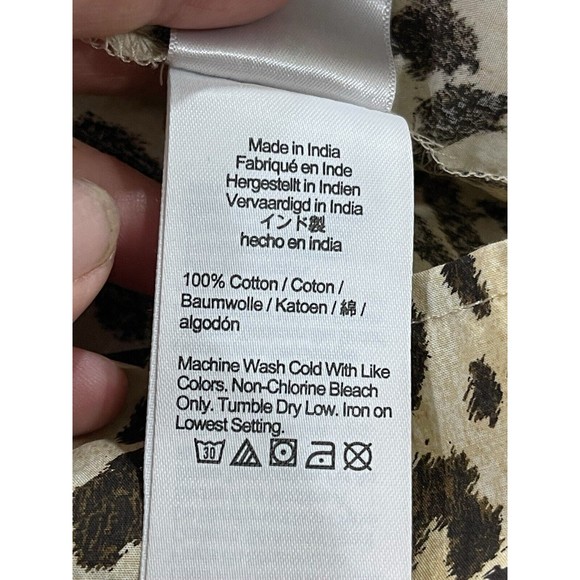 Made in India
Fabriqué en Inde
Hergestellt in Indien
Vervaardigd in India
インド製
hecho en india
100% Cotton / Coton /
Baumwolle / Katoen / 綿 /
algodón
Machine Wash Cold With Like
Colors. Non-Chlorine Bleach
Only. Tumble Dry Low. Iron on
Lowest Setting.
30